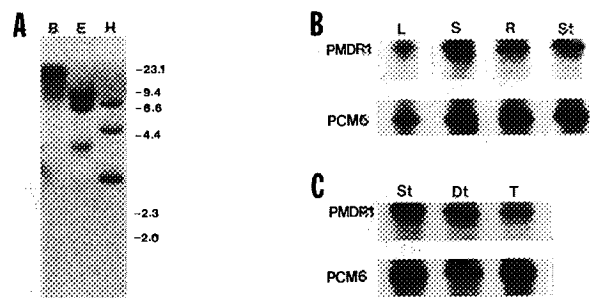 A
B E H
-23.1
-9.4
-6.6
-4.4
-2.3
-2.0
B
L S R St
PMDR1
PCM6
C
St Dt T
PMDR1
PCM6